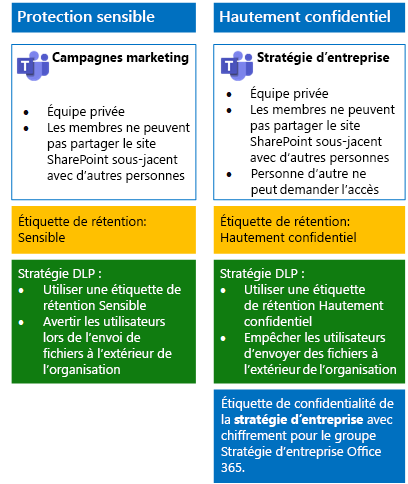 Protection sensible
Campagnes marketing
• Équipe privée
• Les membres ne peuvent
pas partager le site
SharePoint sous-jacent
avec d'autres personnes
Étiquette de rétention:
Sensible
Stratégie DLP :
• Utiliser une étiquette de
rétention Sensible
• Avertir les utilisateurs
lors de l'envoi de
fichiers à l'extérieur de
l'organisation
Hautement confidentiel
Stratégie d'entreprise
• Équipe privée
• Les membres ne peuvent
pas partager le site
SharePoint sous-jacent
avec d'autres personnes
• Personne d'autre ne
peut demander l'accès
Étiquette de rétention:
Hautement confidentiel
Stratégie DLP :
• Utiliser une étiquette
de rétention Hautement
confidentiel
• Empêcher les utilisateurs
d'envoyer des fichiers à
l'extérieur de l'organisation
Étiquette de confidentialité de
la stratégie d'entreprise avec
chiffrement pour le groupe
Stratégie d'entreprise Office
365.